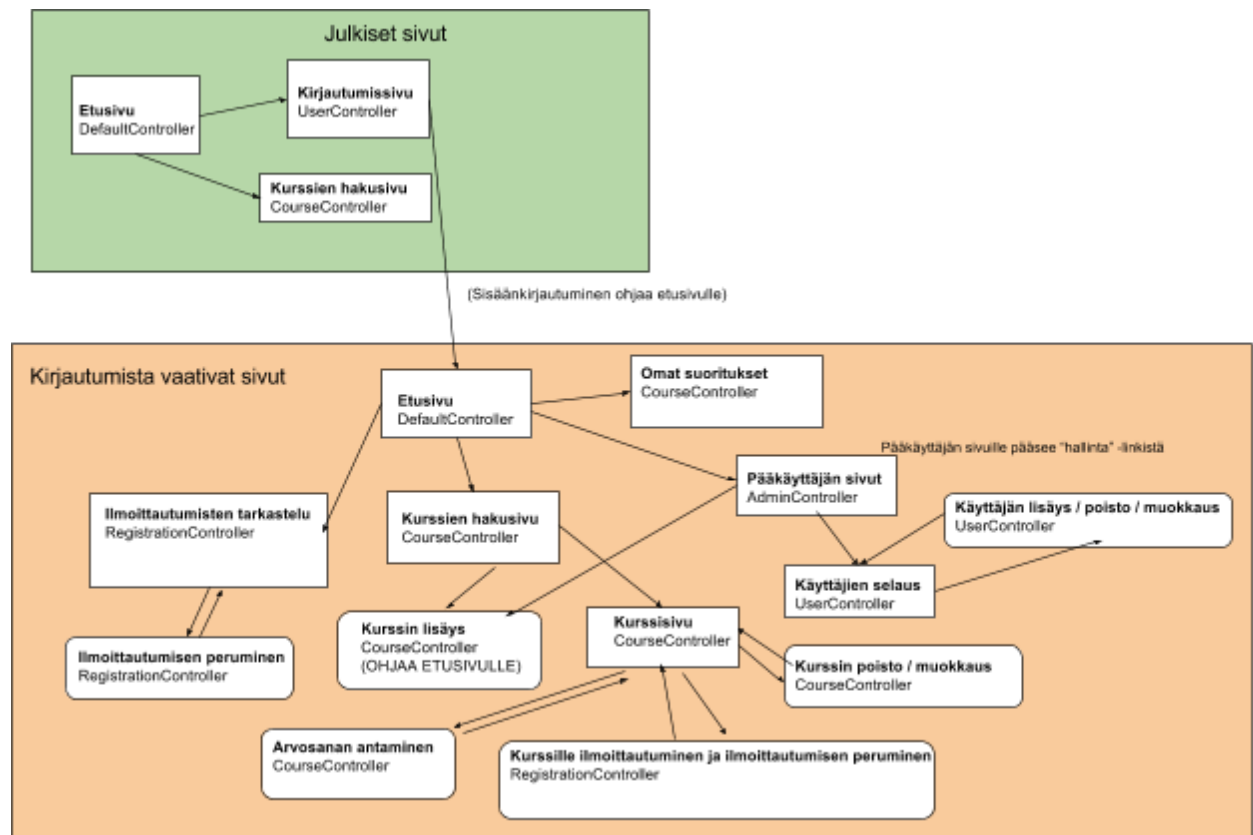 Julkiset sivut
Etusivu
DefaultController
Kirjautumissivu
UserController
Kurssien hakusivu
CourseController
(Sisäänkirjautuminen ohjaa etusivulle)
Kirjautumista vaativat sivut
Etusivu
DefaultController
Omat suoritukset
CourseController
Pääkäyttäjän sivuille pääsee "hallinta" -linkistä
Pääkäyttäjän sivut
AdminController
Ilmoittautumisten tarkastelu
RegistrationController
Kurssien hakusivu
CourseController
Käyttäjän lisäys / poisto / muokkaus
UserController
Käyttäjien selaus
UserController
Kurssin lisäys
CourseController
(OHJAA ETUSIVULLE)
Kurssisivu
CourseController
Ilmoittautumisen peruminen
RegistrationController
Kurssin poisto / muokkaus
CourseController
Arvosanan antaminen
CourseController
Kurssille ilmoittautuminen ja ilmoittautumisen peruminen
RegistrationController